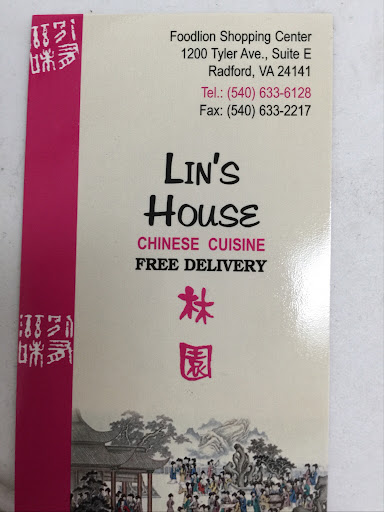 Foodlion Shopping Center
1200 Tyler Ave., Suite E
Radford, VA 24141
Tel.: (540) 633-6128
Fax: (540) 633-2217
LIN'S
HOUSE
CHINESE CUISINE
FREE DELIVERY
林
園